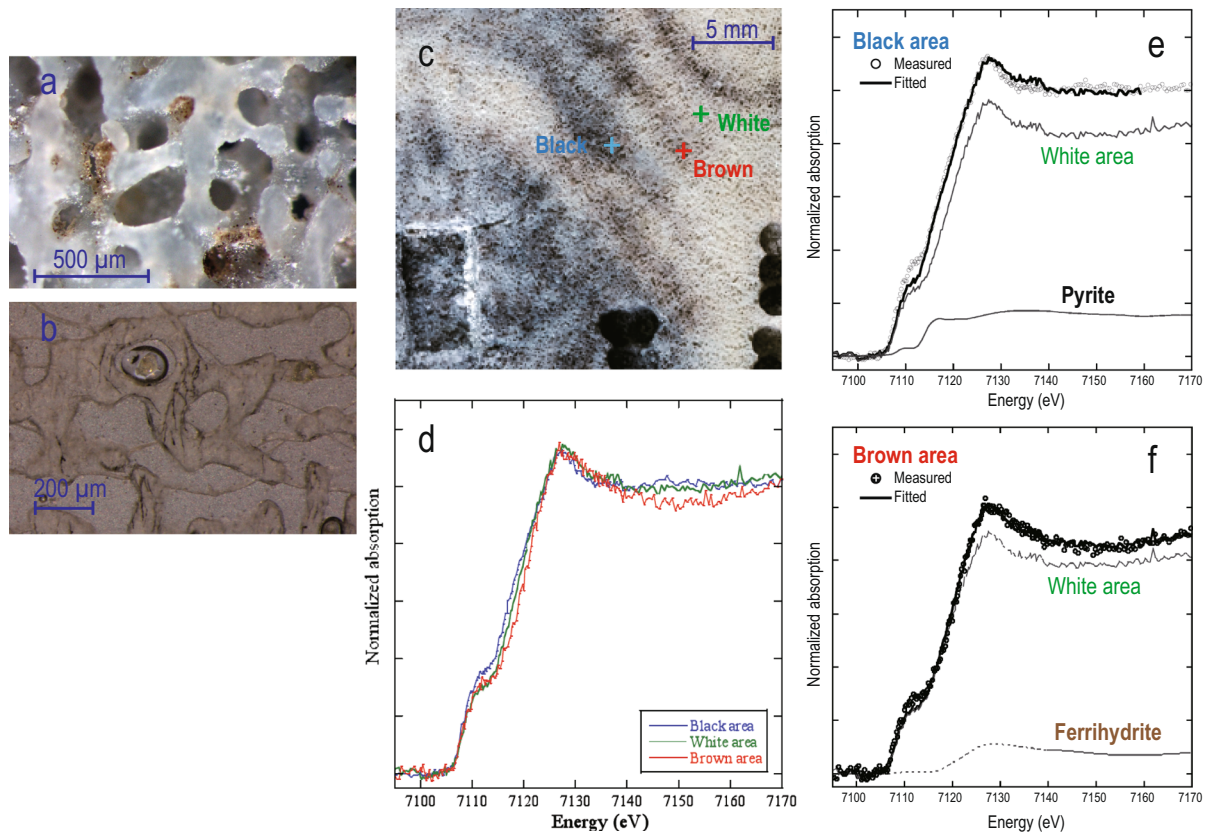 a
500 µm
b
200 µm
c
5 mm
White
Black
Brown
d
Normalized absorption
Black area
White area
Brown area
7100 7110 7120 7130 7140 7150 7160 7170
Energy (eV)
e
Black area
Measured
Fitted
White area
Pyrite
Normalized absorption
7100 7110 7120 7130 7140 7150 7160 7170
Energy (eV)
f
Brown area
Measured
Fitted
White area
Ferrihydrite
Normalized absorption
7100 7110 7120 7130 7140 7150 7160 7170
Energy (eV)